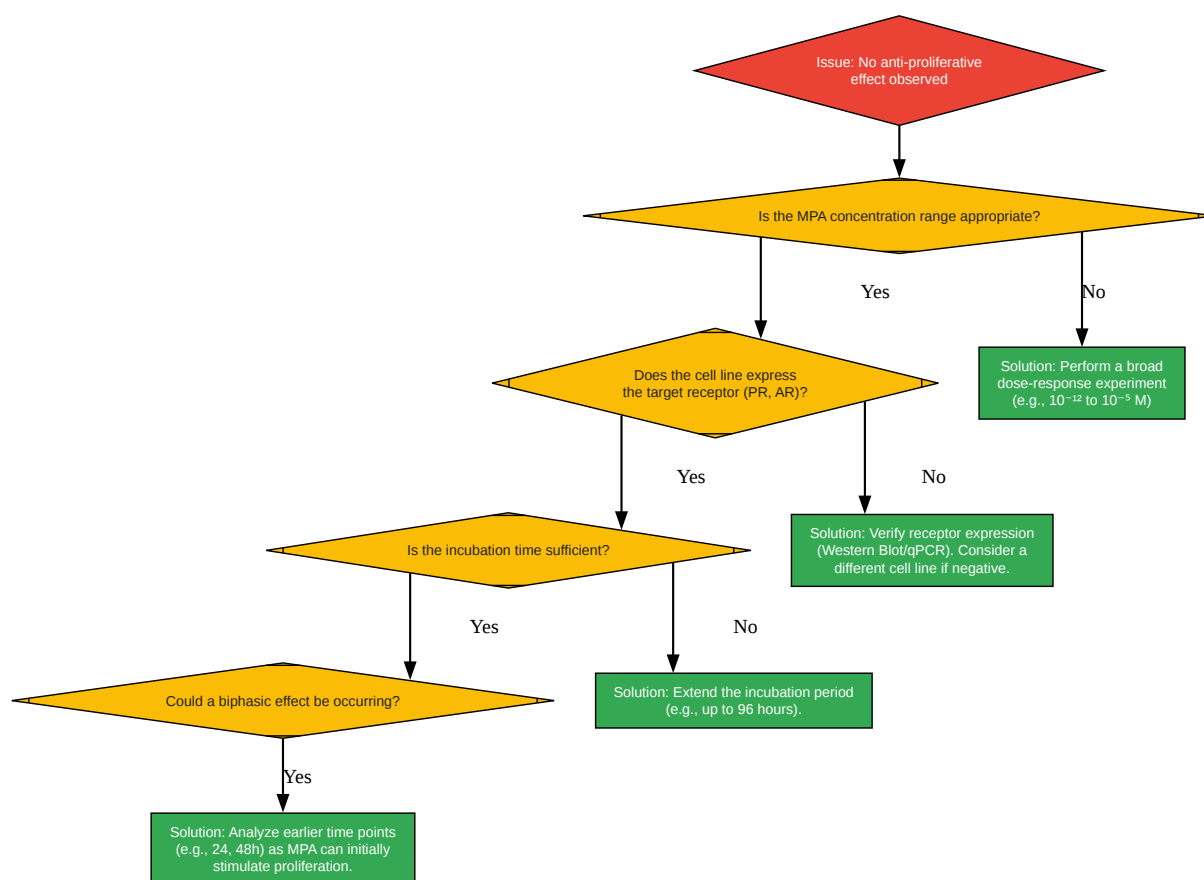 Issue: No anti-proliferative
effect observed
Is the MPA concentration range appropriate?
Yes
No
Does the cell line express
the target receptor (PR, AR)?
Solution: Perform a broad
dose-response experiment
(e.g., 10⁻¹² to 10⁻⁵ M)
Yes
No
Is the incubation time sufficient?
Solution: Verify receptor expression
(Western Blot/qPCR). Consider a
different cell line if negative.
Yes
No
Could a biphasic effect be occurring?
Solution: Extend the incubation period
(e.g., up to 96 hours).
Yes
Solution: Analyze earlier time points
(e.g., 24, 48h) as MPA can initially
stimulate proliferation.